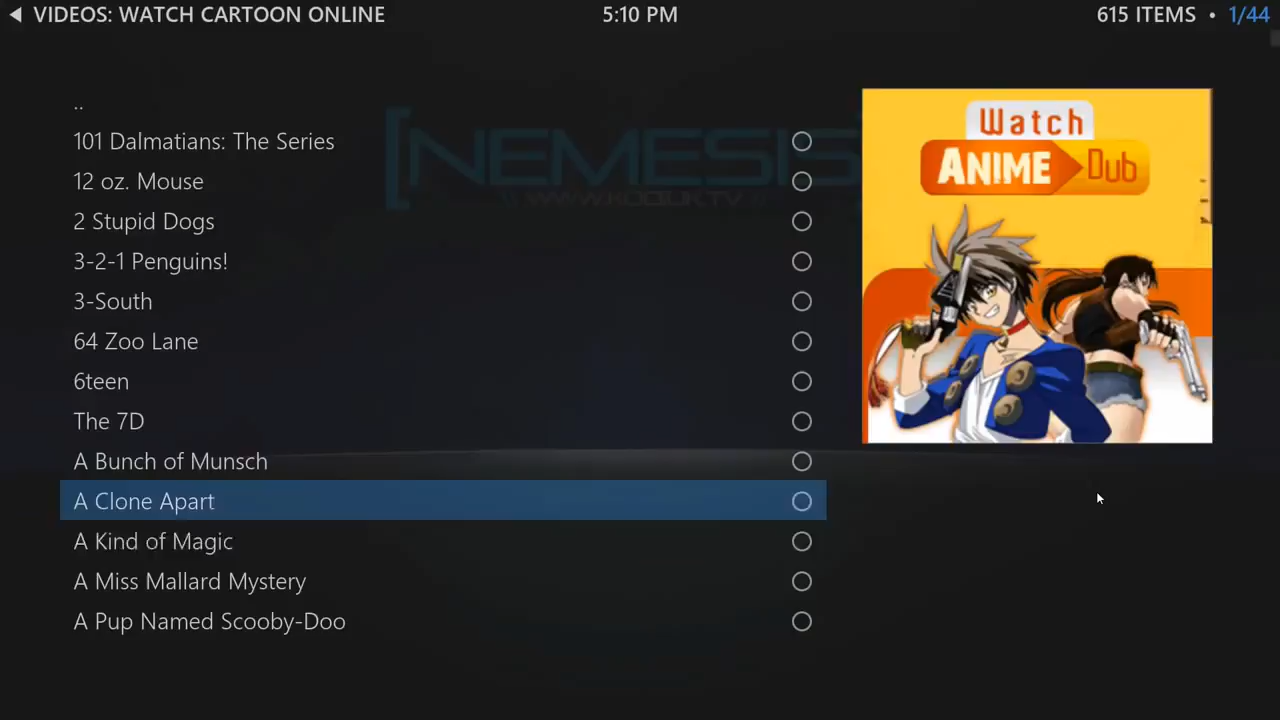 VIDEOS: WATCH CARTOON ONLINE
5:10 PM
615 ITEMS • 1/44
..
101 Dalmatians: The Series
12 oz. Mouse
2 Stupid Dogs
3-2-1 Penguins!
3-South
64 Zoo Lane
6teen
The 7D
A Bunch of Munsch
A Clone Apart
A Kind of Magic
A Miss Mallard Mystery
A Pup Named Scooby-Doo
[NEMESIS]
WWW.KODIUK.TV
Watch
ANIME Dub